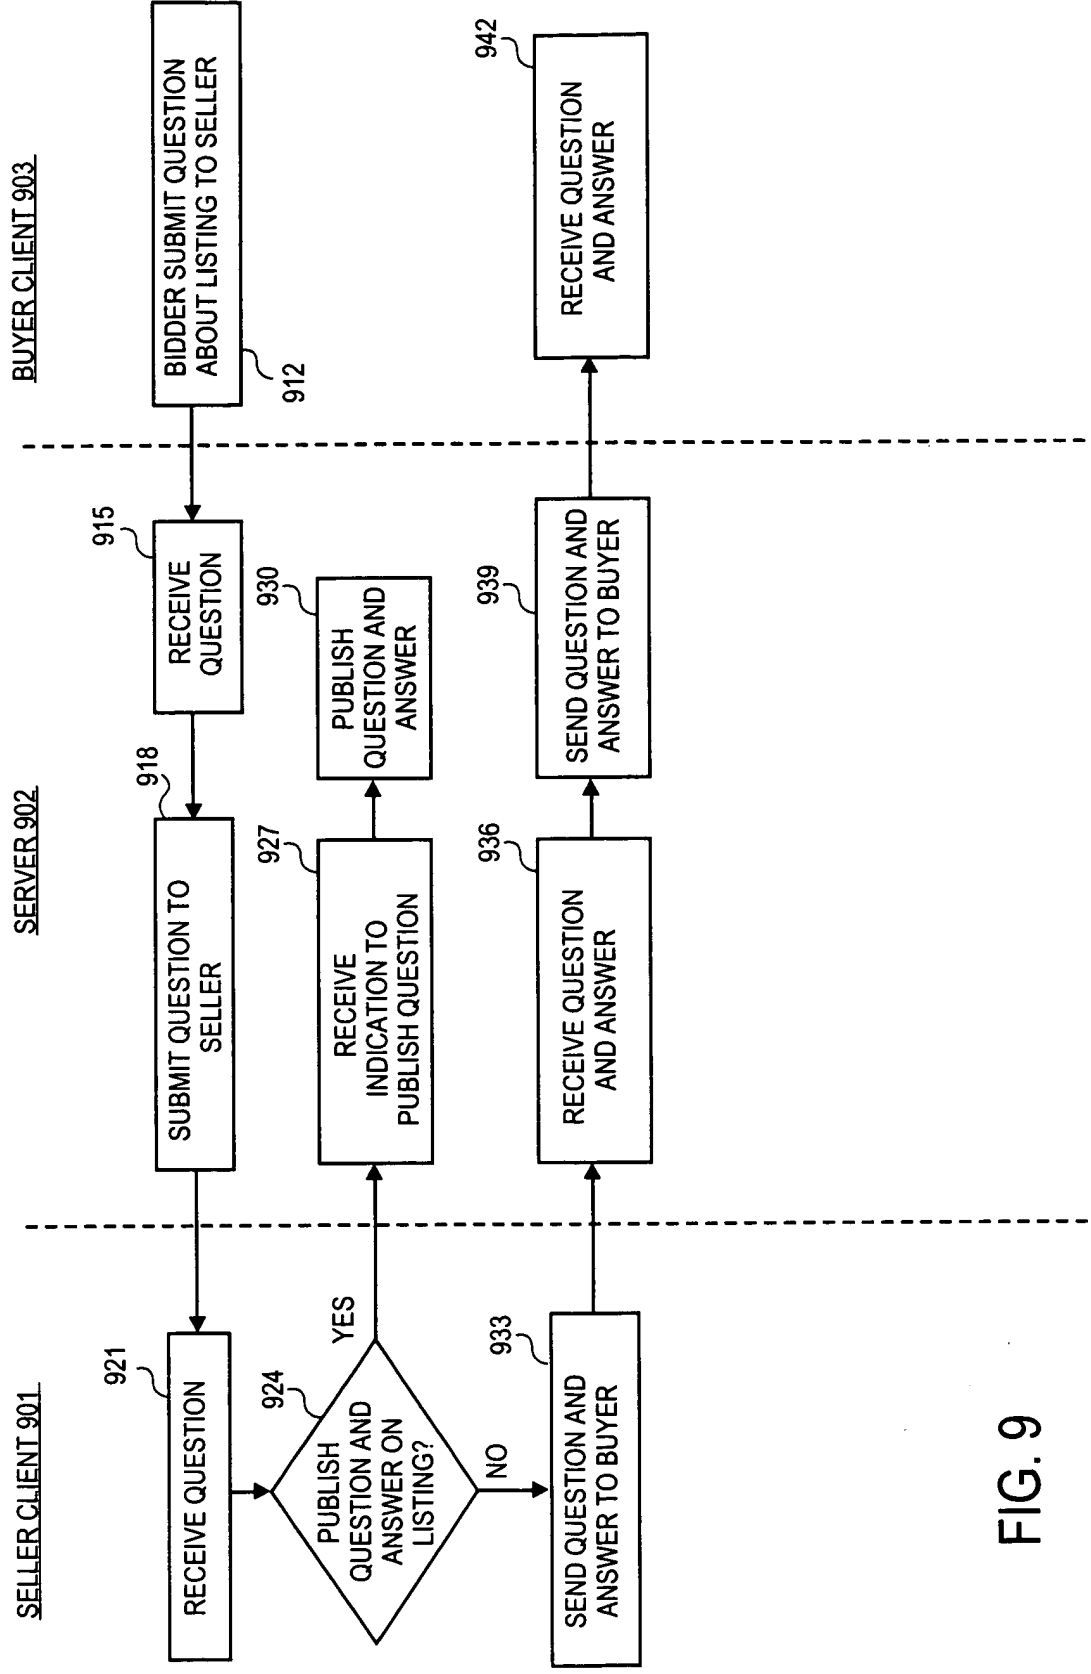 SELLER CLIENT 901
SERVER 902
BUYER CLIENT 903
BIDDER SUBMIT QUESTION
ABOUT LISTING TO SELLER
912
915
RECEIVE
QUESTION
918
SUBMIT QUESTION TO
SELLER
921
RECEIVE QUESTION
924
PUBLISH
QUESTION AND
ANSWER ON
LISTING?
YES
NO
927
RECEIVE
INDICATION TO
PUBLISH QUESTION
930
PUBLISH
QUESTION AND
ANSWER
933
SEND QUESTION AND
ANSWER TO BUYER
936
RECEIVE QUESTION
AND ANSWER
939
SEND QUESTION AND
ANSWER TO BUYER
942
RECEIVE QUESTION
AND ANSWER
FIG. 9